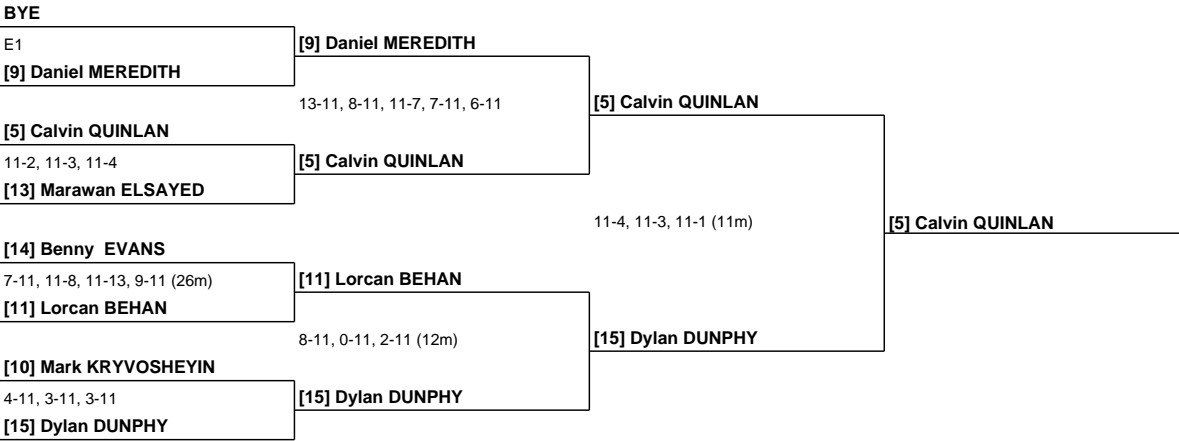 BYE
E1
[9] Daniel MEREDITH
[9] Daniel MEREDITH
13-11, 8-11, 11-7, 7-11, 6-11
[5] Calvin QUINLAN
[5] Calvin QUINLAN
11-2, 11-3, 11-4
[5] Calvin QUINLAN
[13] Marawan ELSAYED
11-4, 11-3, 11-1 (11m)
[5] Calvin QUINLAN
[14] Benny  EVANS
7-11, 11-8, 11-13, 9-11 (26m)
[11] Lorcan BEHAN
[11] Lorcan BEHAN
8-11, 0-11, 2-11 (12m)
[15] Dylan DUNPHY
[10] Mark KRYVOSHEYIN
4-11, 3-11, 3-11
[15] Dylan DUNPHY
[15] Dylan DUNPHY